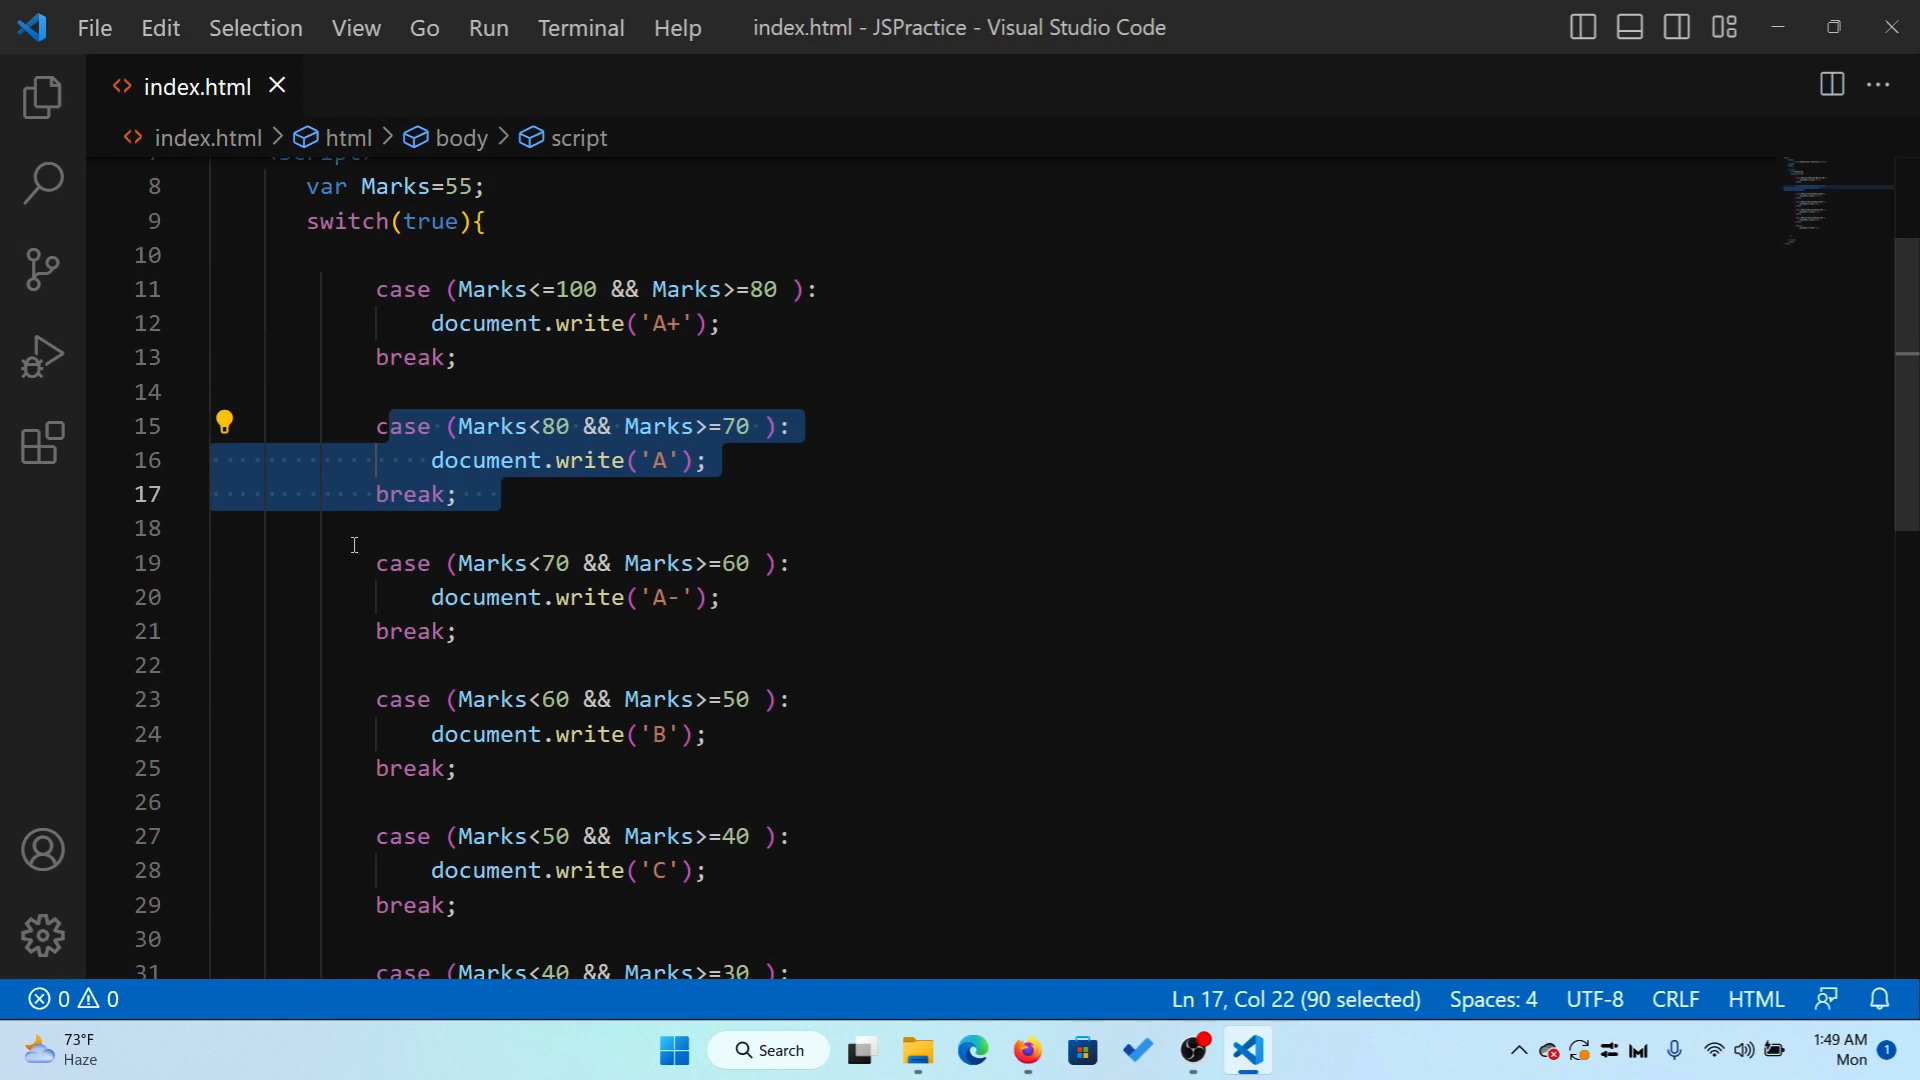 File Edit Selection View Go Run Terminal Help index.html - JSPractice - Visual Studio Code
index.html
index.html > html > body > script
7 <script>
8 var Marks=55;
9 switch(true){
10
11 case (Marks<=100 && Marks>=80 ):
12 document.write('A+');
13 break;
14
15 case (Marks<80 && Marks>=70 ):
16 document.write('A');
17 break;
18
19 case (Marks<70 && Marks>=60 ):
20 document.write('A-');
21 break;
22
23 case (Marks<60 && Marks>=50 ):
24 document.write('B');
25 break;
26
27 case (Marks<50 && Marks>=40 ):
28 document.write('C');
29 break;
30
31 case (Marks<40 && Marks>=30 ):
0 0 Ln 17, Col 22 (90 selected) Spaces: 4 UTF-8 CRLF HTML
73°F
Haze
Search
1:49 AM
Mon
1